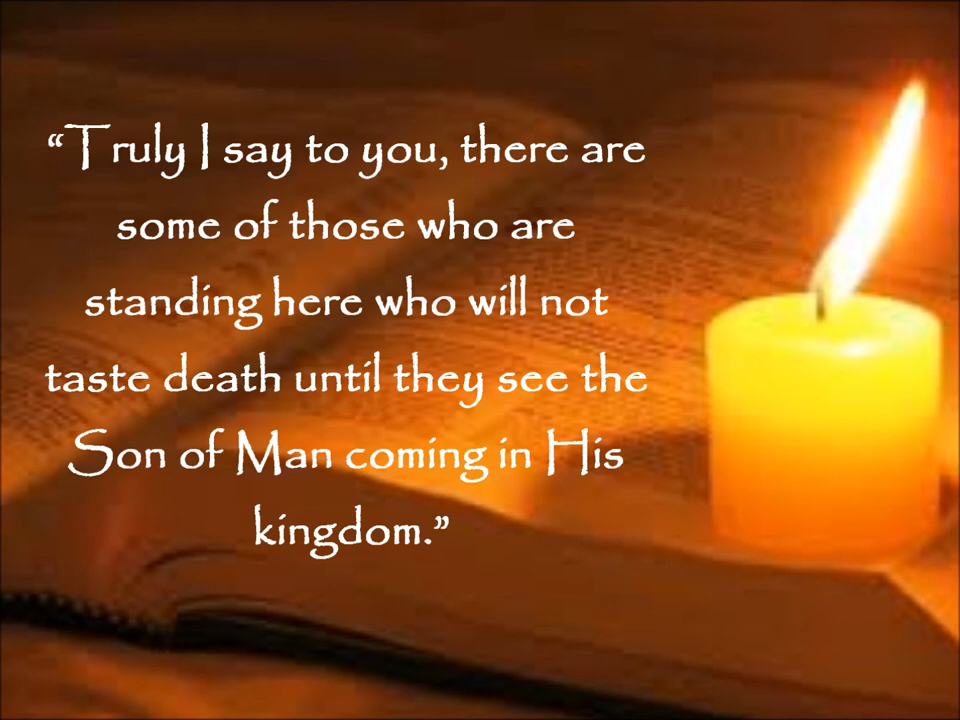 “Truly I say to you, there are
some of those who are
standing here who will not
taste death until they see the
Son of Man coming in His
kingdom.”